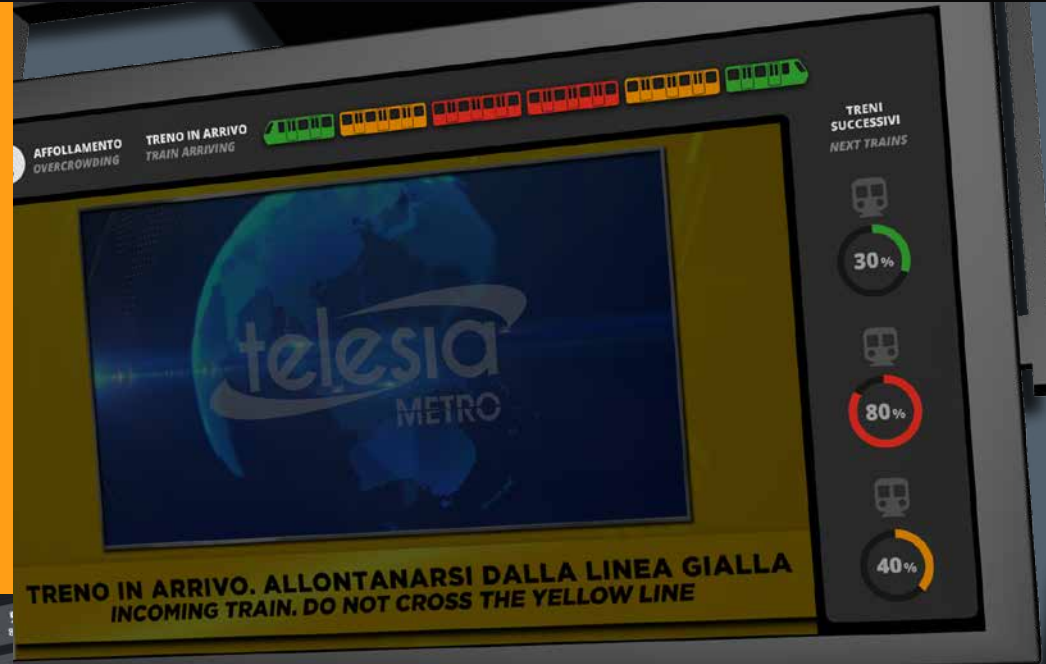 AFFOLLAMENTO
OVERCROWDING
TRENO IN ARRIVO
TRAIN ARRIVING
TRENI
SUCCESSIVI
NEXT TRAINS
30%
80%
40%
telesia
METRO
TRENO IN ARRIVO. ALLONTANARSI DALLA LINEA GIALLA
INCOMING TRAIN. DO NOT CROSS THE YELLOW LINE